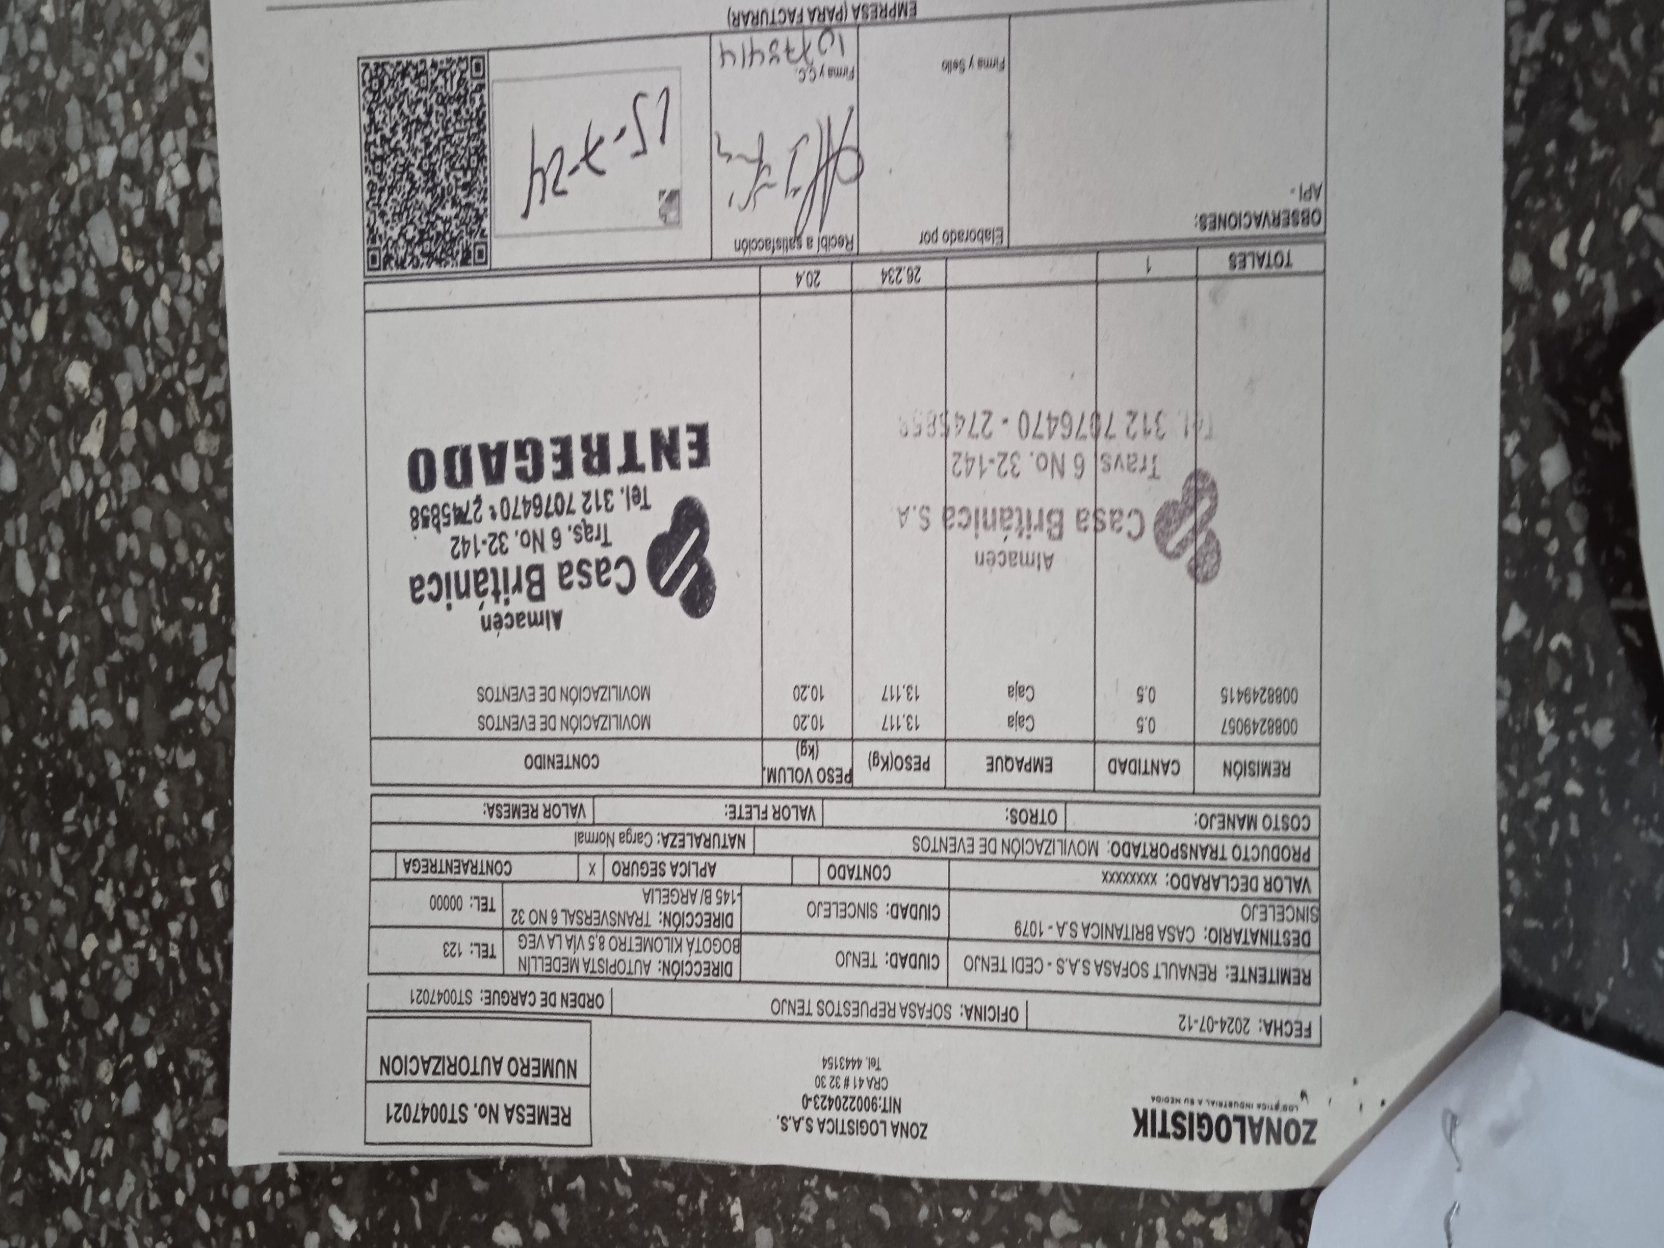 ZONALOGISTIK
LOGÍSTICA INDUSTRIAL A SU MEDIDA
ZONA LOGISTICA S.A.S.
NIT:900220423-0
CRA 41 # 32 30
Tel. 4443154
REMESA No. ST0047021
NUMERO AUTORIZACION
FECHA: 2024-07-12 OFICINA: SOFASA REPUESTOS TENJO ORDEN DE CARGUE: ST0047021
REMITENTE: RENAULT SOFASA S.A.S - CEDI TENJO CIUDAD: TENJO DIRECCIÓN: AUTOPISTA MEDELLÍN TEL: 123
BOGOTÁ KILOMETRO 8,5 VÍA LA VEG
DESTINATARIO: CASA BRITANICA S.A - 1079 CIUDAD: SINCELEJO DIRECCIÓN: TRANSVERSAL 6 NO 32 TEL: 00000
SINCELEJO -145 B/ ARGELIA
VALOR DECLARADO: xxxxxxxx CONTADO APLICA SEGURO x CONTRAENTREGA
PRODUCTO TRANSPORTADO: MOVILIZACIÓN DE EVENTOS NATURALEZA: Carga Normal
COSTO MANEJO: OTROS: VALOR FLETE: VALOR REMESA:
REMISIÓN CANTIDAD EMPAQUE PESO(Kg) PESO VOLUM. (kg) CONTENIDO
0088249057 0.5 Caja 13.117 10.20 MOVILIZACIÓN DE EVENTOS
0088249415 0.5 Caja 13.117 10.20 MOVILIZACIÓN DE EVENTOS
Almacén
Casa Británica S.A.
Travs. 6 No. 32-142
Tel. 312 7076470 - 2745858
Almacén
Casa Británica
Tras. 6 No. 32-142
Tel. 312 7076470 2745858
ENTREGADO
TOTALES 1 26.234 20.4
OBSERVACIONES: Elaborado por Recibí a satisfacción
API -
15-7-24
Firma y Sello Firma y C.C.
EMPRESA (PARA FACTURAR)